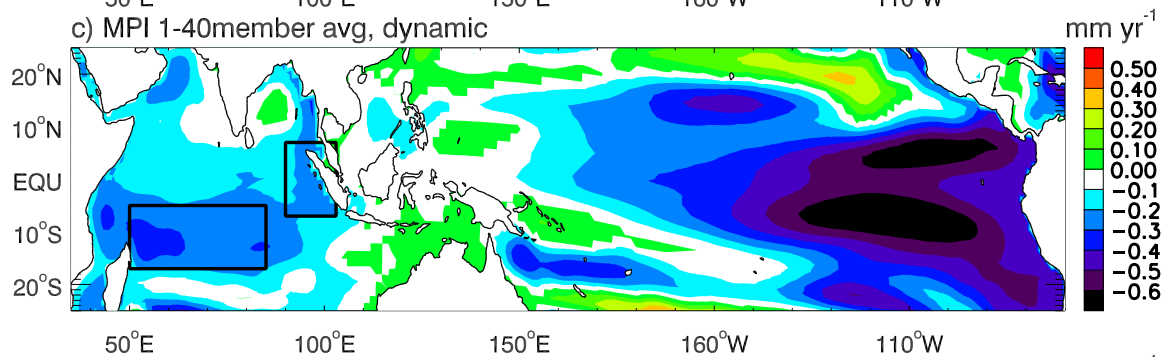 c) MPI 1-40member avg, dynamic
mm yr⁻¹
20°N
10°N
EQU
10°S
20°S
50°E 100°E 150°E 160°W 110°W
0.50
0.40
0.30
0.20
0.10
0.00
−0.1
−0.2
−0.3
−0.4
−0.5
−0.6